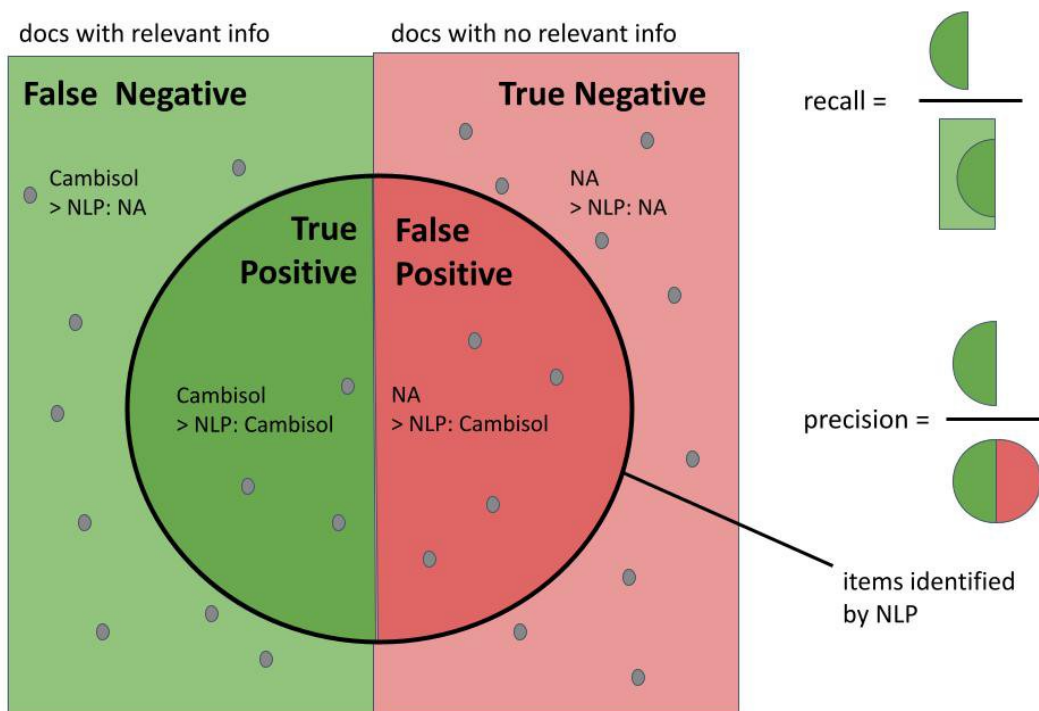 docs with relevant info
docs with no relevant info
False Negative
True Negative
Cambisol
> NLP: NA
NA
> NLP: NA
True
Positive
False
Positive
Cambisol
> NLP: Cambisol
NA
> NLP: Cambisol
recall =
precision =
items identified
by NLP